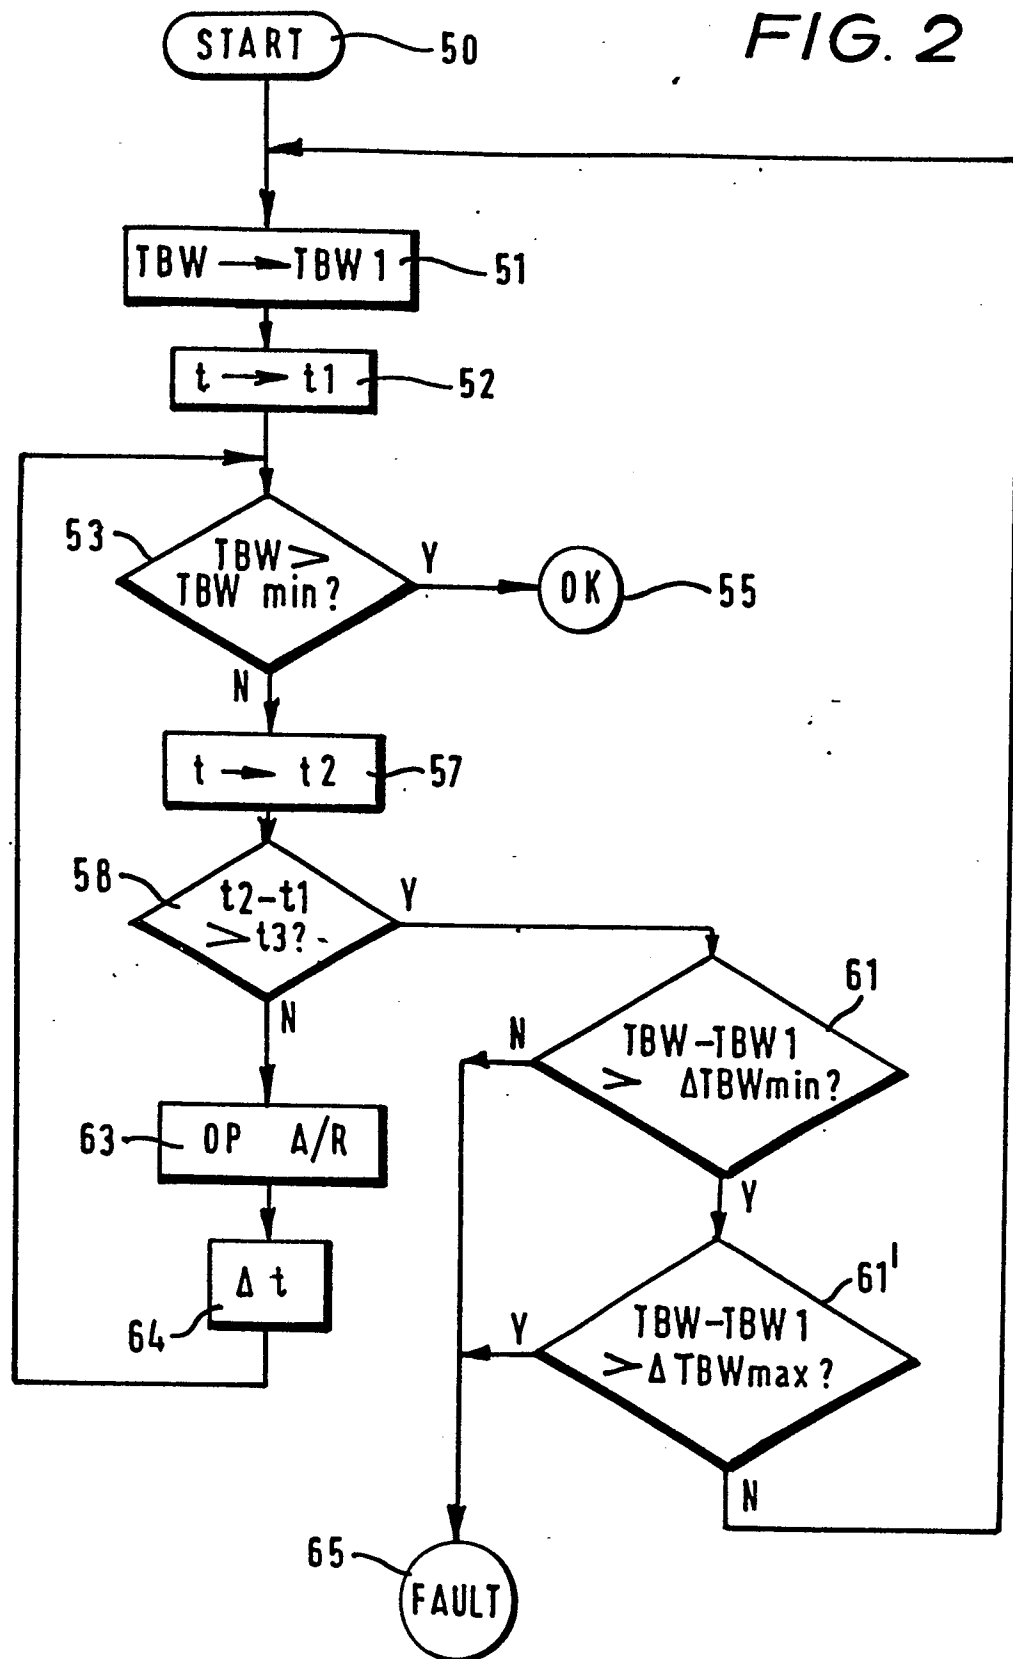 FIG. 2
START 50
TBW → TBW 1 51
t → t1 52
53
TBW >
TBW min?
Y
OK 55
N
t → t2 57
58
t2-t1
> t3?
Y
N
61
TBW-TBW 1
> ΔTBWmin?
N
Y
63 OP A/R
Δ t
64
61'
TBW-TBW 1
> Δ TBWmax?
Y
N
65
FAULT